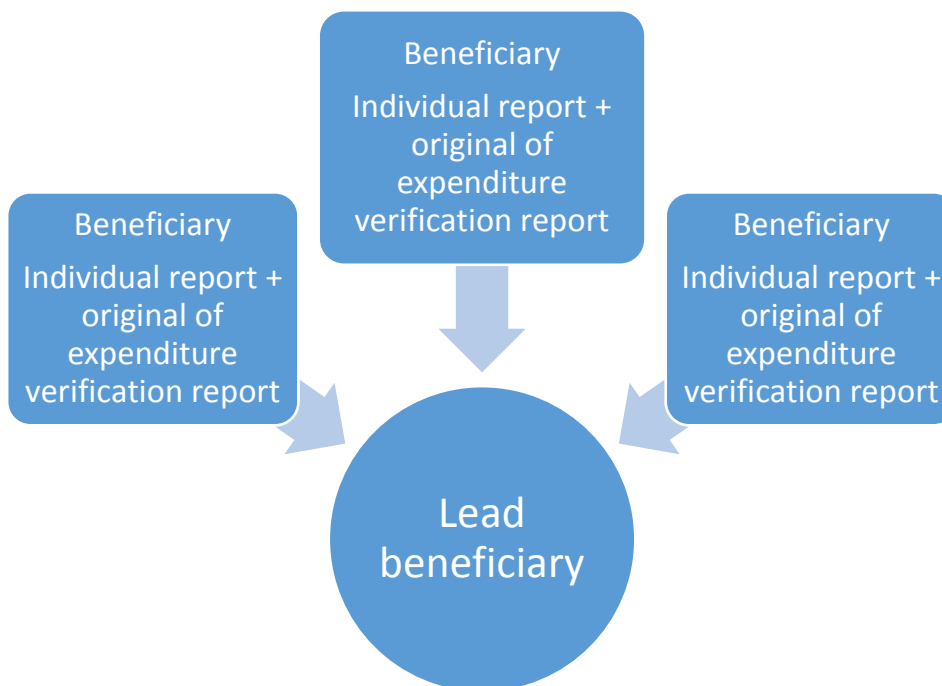 Beneficiary
Individual report +
original of
expenditure
verification report
Beneficiary
Individual report +
original of
expenditure
verification report
Beneficiary
Individual report +
original of
expenditure
verification report
Lead
beneficiary